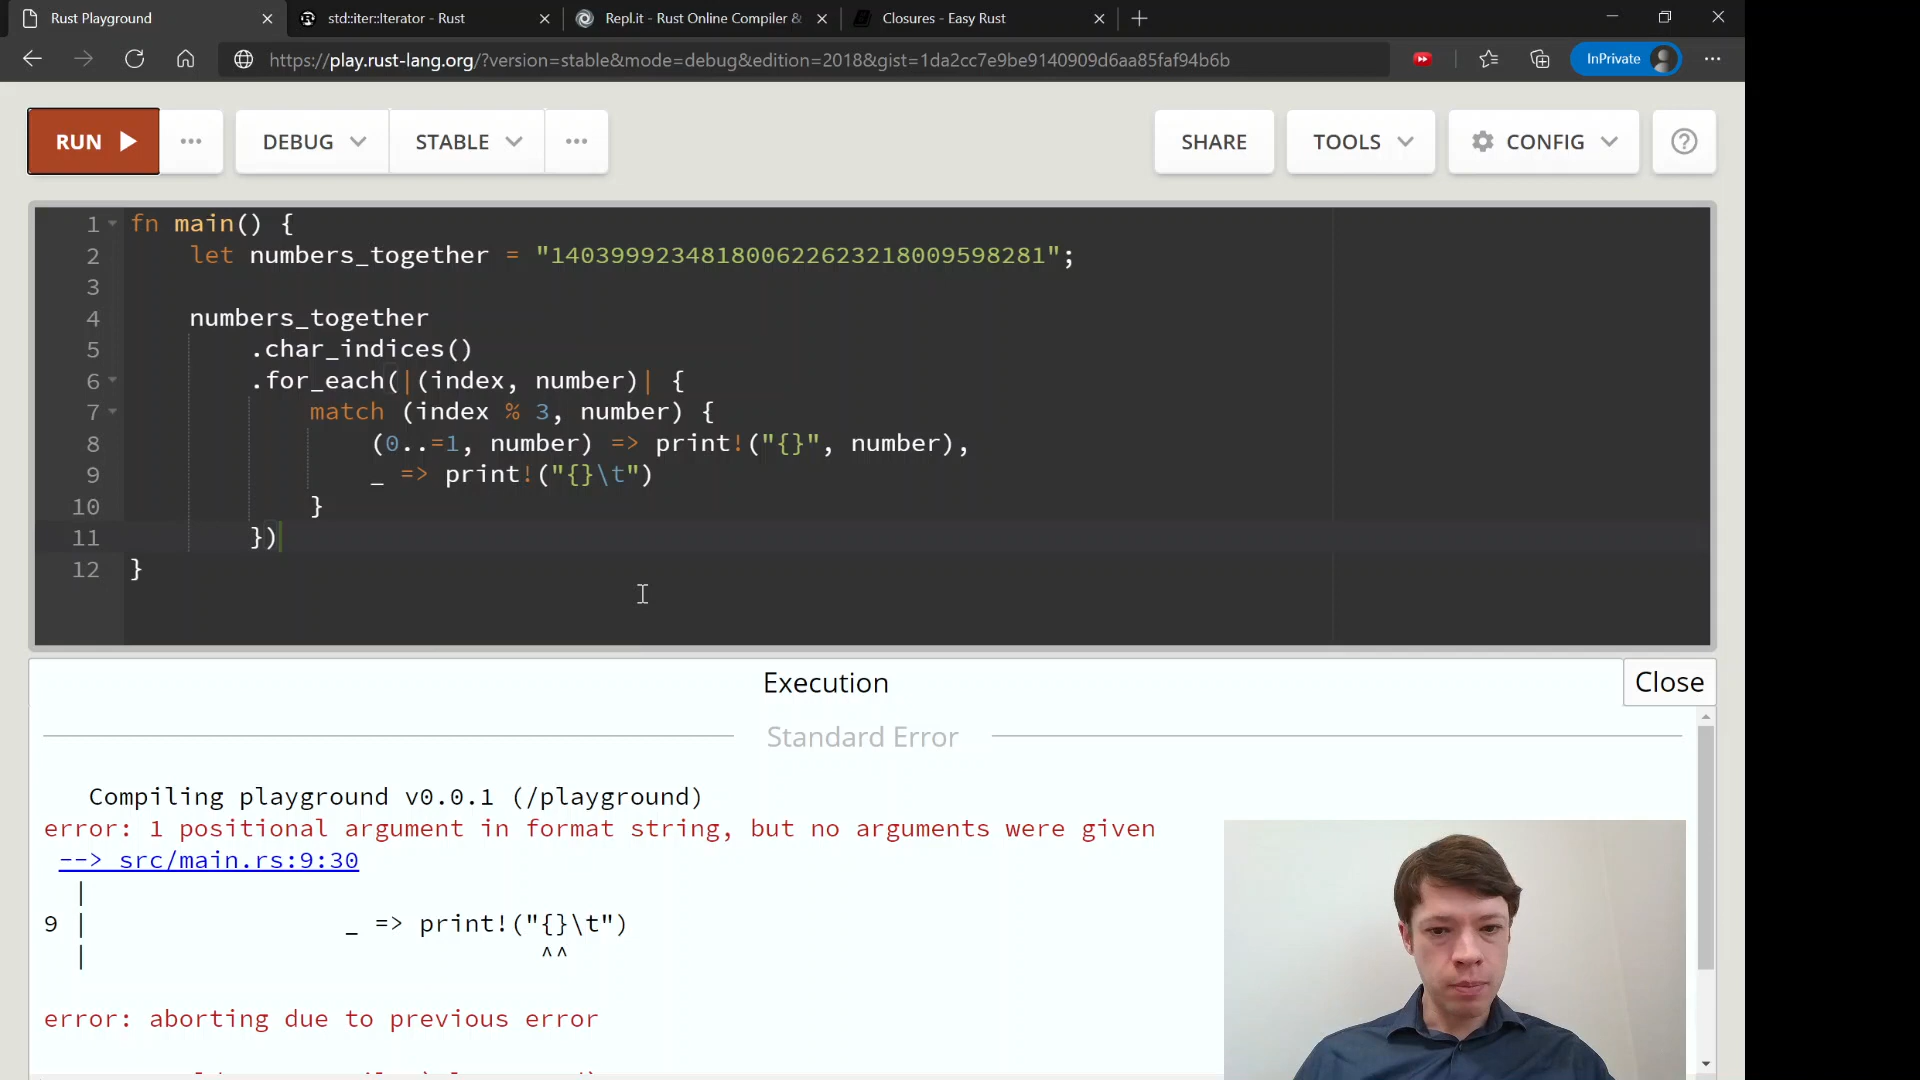 Rust Playground
std::iter::Iterator - Rust
Repl.it - Rust Online Compiler &
Closures - Easy Rust
https://play.rust-lang.org/?version=stable&mode=debug&edition=2018&gist=1da2cc7e9be9140909d6aa85faf94b6b
InPrivate
RUN
DEBUG
STABLE
SHARE
TOOLS
CONFIG
1 fn main() {
2 let numbers_together = "140399923481800622623218009598281";
3
4 numbers_together
5 .char_indices()
6 .for_each(|(index, number)| {
7 match (index % 3, number) {
8 (0..=1, number) => print!("{}", number),
9 _ => print!("{}\t")
10 }
11 })
12 }
Execution
Close
Standard Error
Compiling playground v0.0.1 (/playground)
error: 1 positional argument in format string, but no arguments were given
--> src/main.rs:9:30
|
9 | _ => print!("{}\t")
| ^^
error: aborting due to previous error